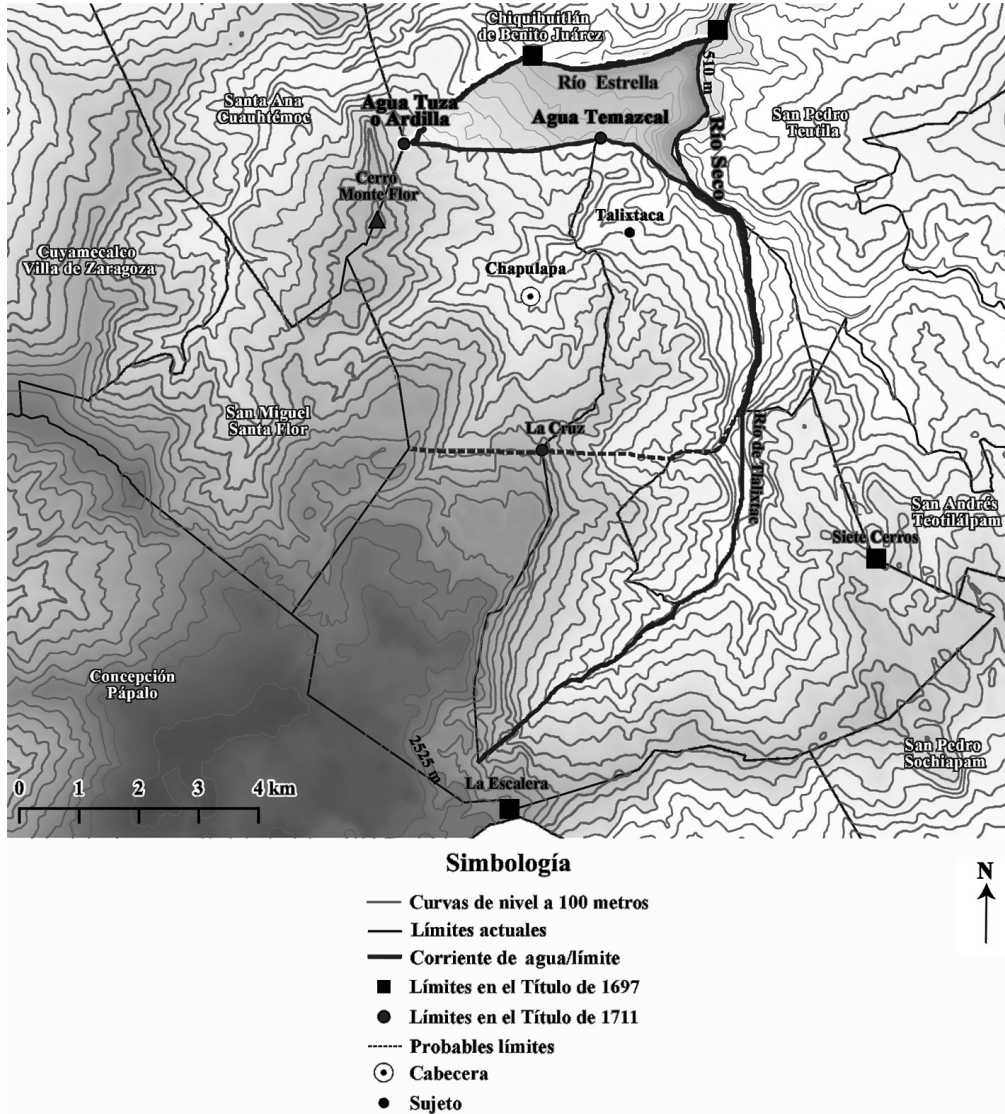 Chiquihuitlán
de Benito Juárez
510 m
Río Estrella
Santa Ana
Cuauhtémoc
Agua Tuza
o Ardilla
Agua Temazcal
San Pedro
Teutila
Río Seco
Cerro
Monte Flor
Talixtaca
Cuyamecalco
Villa de Zaragoza
Chapulapa
San Miguel
Santa Flor
La Cruz
Río de Tlalixtac
San Andrés
Teotilálpam
Siete Cerros
Concepción
Pápalo
2525 m
San Pedro
Sochiapam
La Escalera
0 1 2 3 4 km
Simbología
N
Curvas de nivel a 100 metros
Límites actuales
Corriente de agua/límite
Límites en el Título de 1697
Límites en el Título de 1711
Probables límites
Cabecera
Sujeto